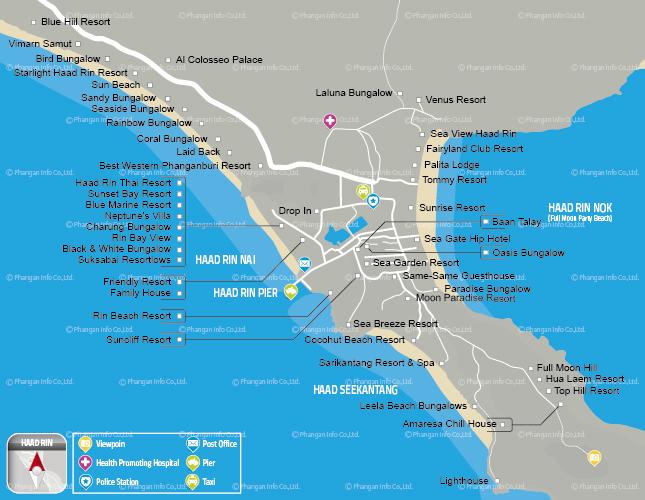 Blue Hill Resort
Vimarn Samut
Bird Bungalow
Al Colosseo Palace
Starlight Haad Rin Resort
Sun Beach
Sandy Bungalow
Seaside Bungalow
Rainbow Bungalow
Coral Bungalow
Laid Back
Best Western Phanganburi Resort
Laluna Bungalow
Venus Resort
Sea View Haad Rin
Fairyland Club Resort
Palita Lodge
Tommy Resort
Haad Rin Thai Resort
Sunset Bay Resort
Blue Marine Resort
Neptune's Villa
Charung Bungalow
Rin Bay View
Black & White Bungalow
Suksabai Resortiows
Friendly Resort
Family House
Rin Beach Resort
Suncliff Resort
Drop In
Sunrise Resort
HAAD RIN NOK
(Full Moon Party Beach)
Baan Talay
Sea Gate Hip Hotel
Oasis Bungalow
HAAD RIN NAI
Sea Garden Resort
Same-Same Guesthouse
HAAD RIN PIER
Paradise Bungalow
Moon Paradise Resort
Sea Breeze Resort
Cocohut Beach Resort
Sarikantang Resort & Spa
Full Moon Hill
Hua Laem Resort
Top Hill Resort
HAAD SEEKANTANG
Leela Beach Bungalows
Amaresa Chill House
Lighthouse
HAAD RIN
N
Viewpoin
Post Office
Health Promoting Hospital
Pier
Police Station
Taxi
© Phangan Info Co.,Ltd.